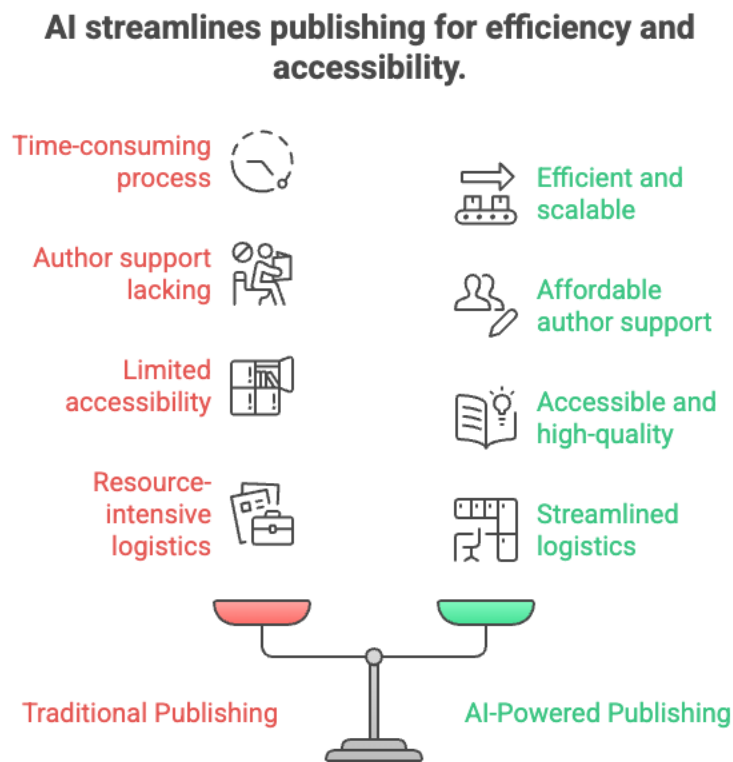 AI streamlines publishing for efficiency and
accessibility.
Time-consuming
process
Author support
lacking
Limited
accessibility
Resource-
intensive
logistics
Efficient and
scalable
Affordable
author support
Accessible and
high-quality
Streamlined
logistics
Traditional Publishing
AI-Powered Publishing